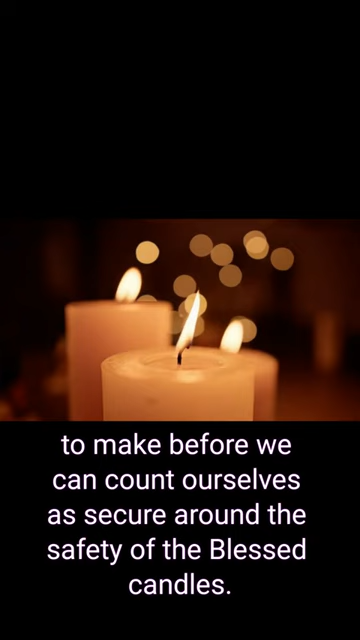 to make before we
can count ourselves
as secure around the
safety of the Blessed
candles.